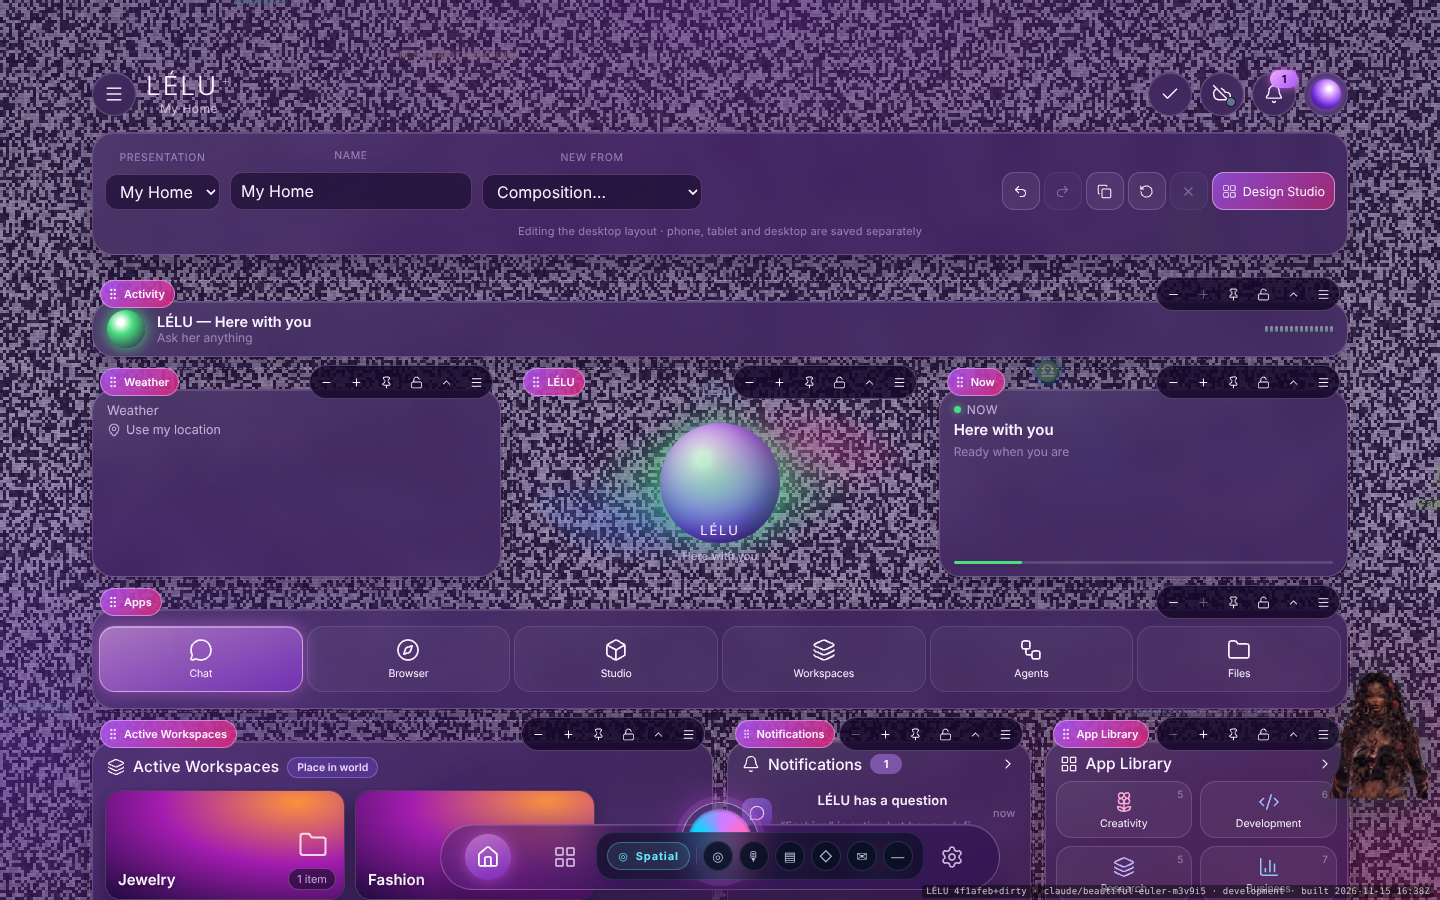 LÉLU
My Home
1
PRESENTATION
NAME
NEW FROM
My Home
My Home
Composition...
Design Studio
Editing the desktop layout · phone, tablet and desktop are saved separately
Activity
LÉLU — Here with you
Ask her anything
Weather
LÉLU
Now
Weather
Use my location
NOW
Here with you
Ready when you are
LÉLU
Here with you
Apps
Chat
Browser
Studio
Workspaces
Agents
Files
Active Workspaces
Notifications
App Library
Active Workspaces
Place in world
Notifications
1
App Library
LÉLU has a question
now
Creativity
5
Development
6
Jewelry
1 item
Fashion
Spatial
Research
5
Business
7
LÉLU 4f1afeb+dirty · claude/beautiful-euler-m3v9i5 · development · built 2026-11-15 16:38Z